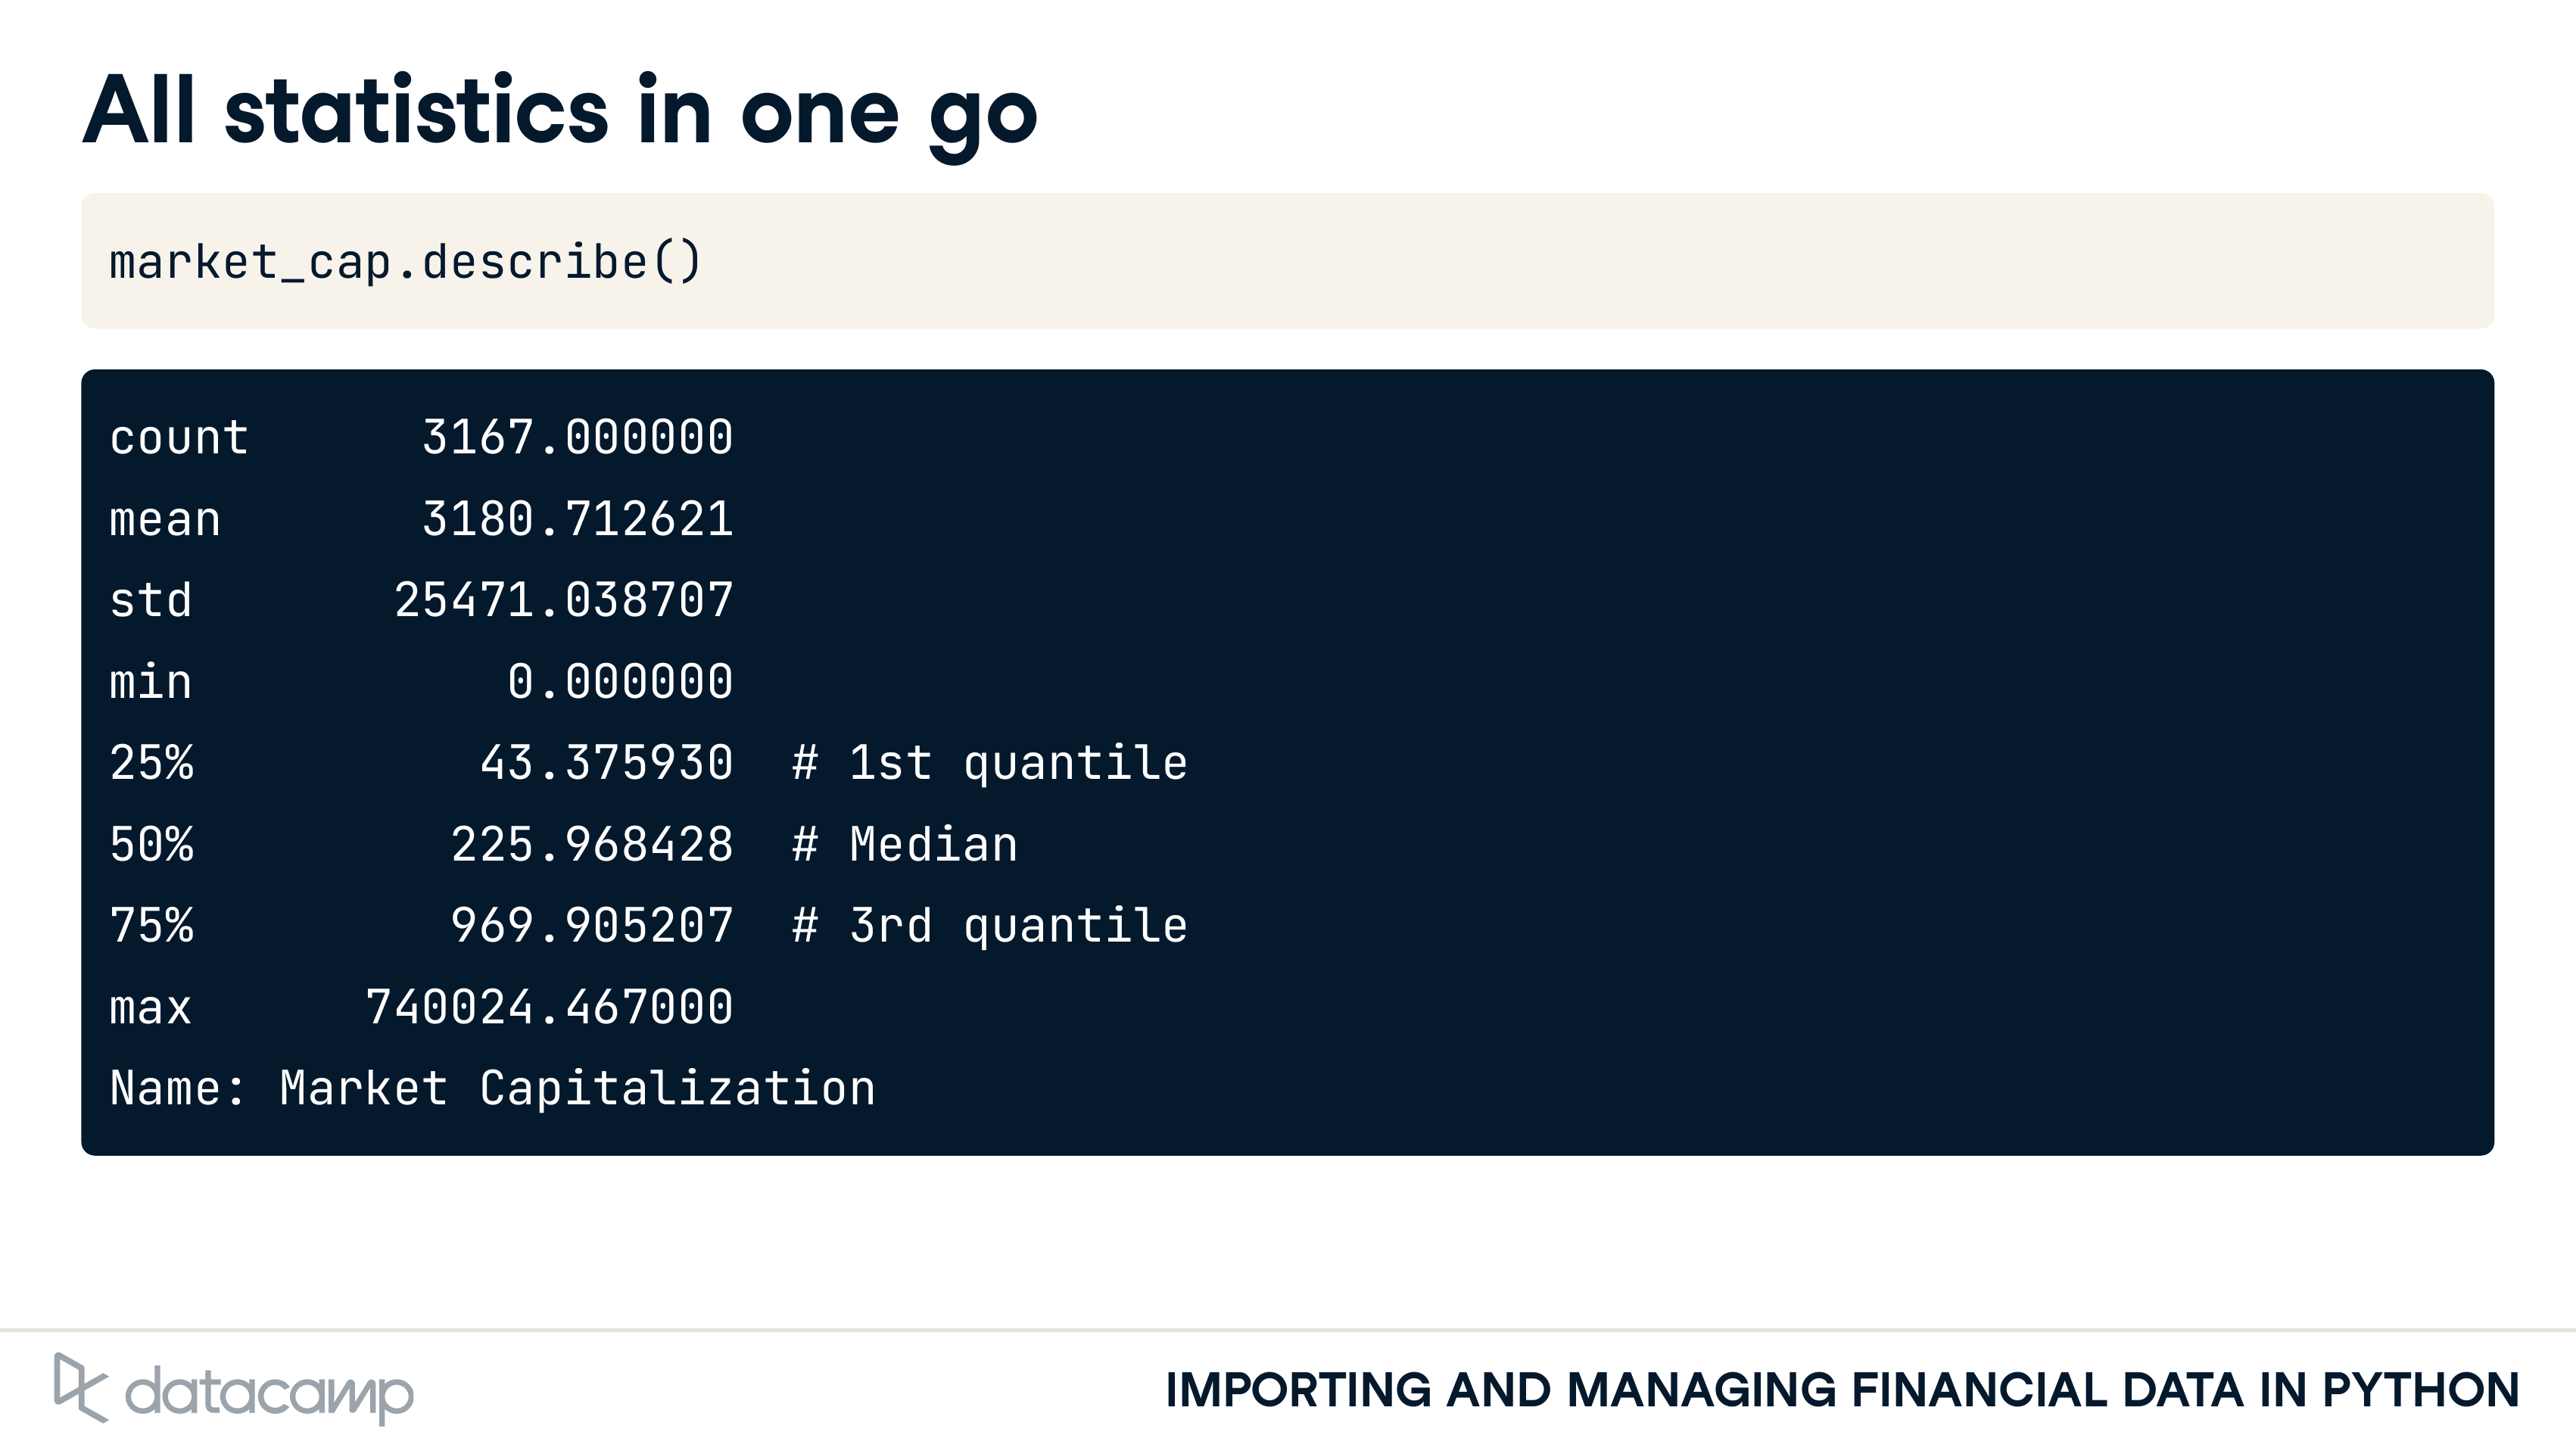 All statistics in one go
market_cap.describe()
count      3167.000000
mean       3180.712621
std       25471.038707
min           0.000000
25%          43.375930  # 1st quantile
50%         225.968428  # Median
75%         969.905207  # 3rd quantile
max      740024.467000
Name: Market Capitalization
datacamp
IMPORTING AND MANAGING FINANCIAL DATA IN PYTHON